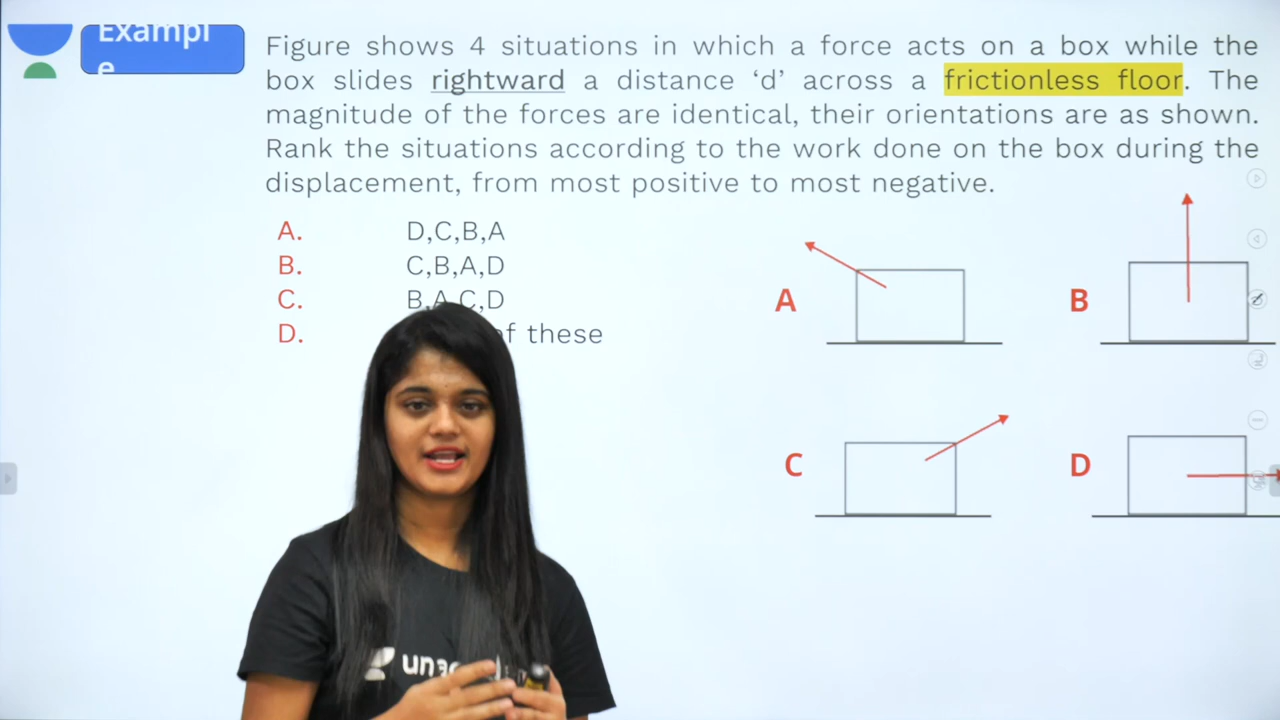 Exampl
e
Figure shows 4 situations in which a force acts on a box while the
box slides rightward a distance ‘d’ across a frictionless floor. The
magnitude of the forces are identical, their orientations are as shown.
Rank the situations according to the work done on the box during the
displacement, from most positive to most negative.
A. D,C,B,A
B. C,B,A,D
C. B,A,C,D
D. of these
A
B
C
D